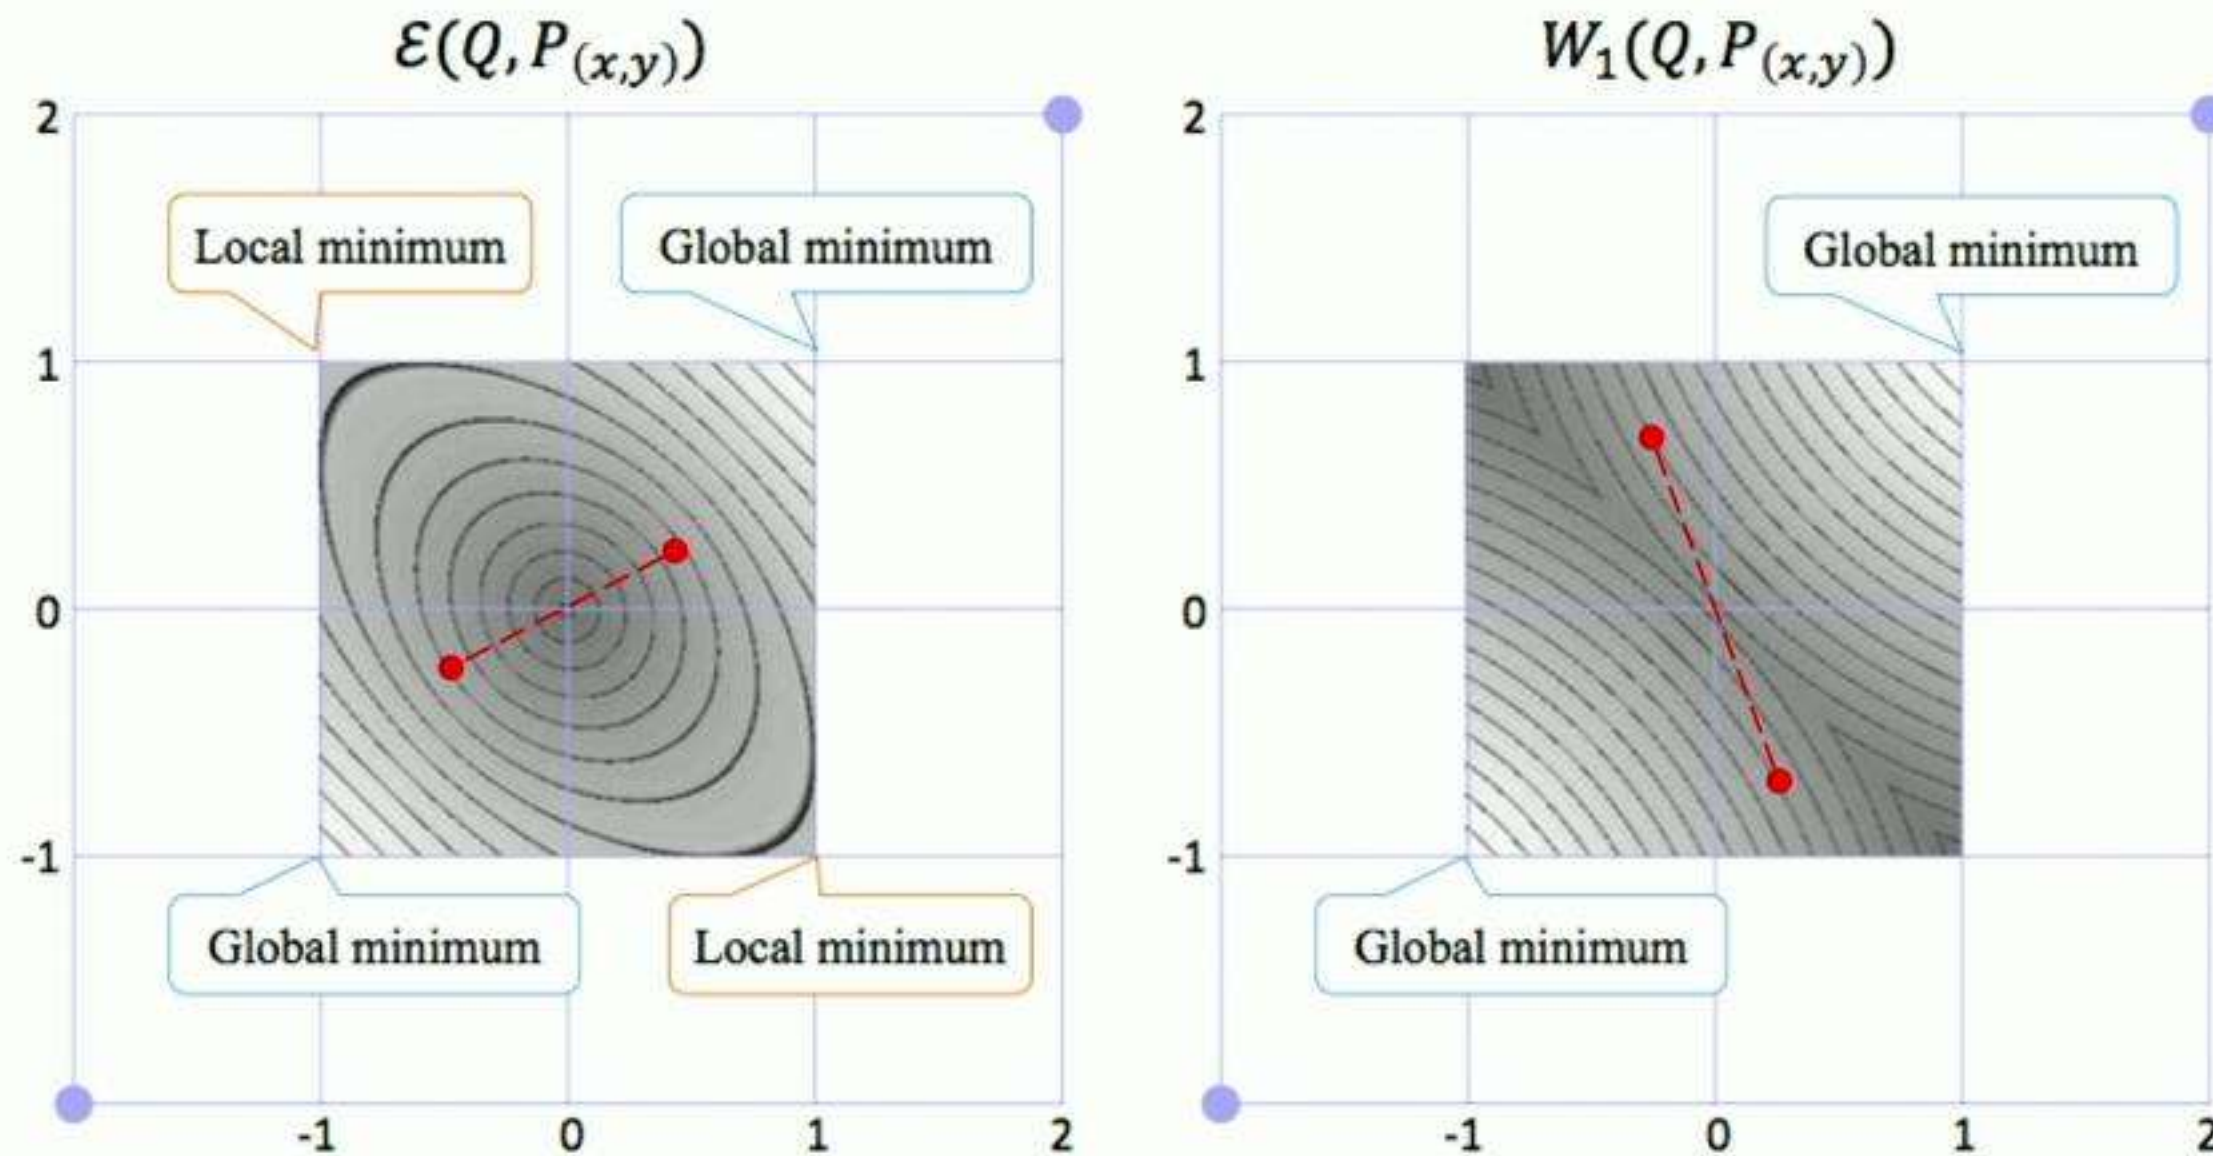 ℰ(Q, P₍ₓ,ᵧ₎)
2
Local minimum
Global minimum
1
0
-1
Global minimum
Local minimum
-1 0 1 2
W₁(Q, P₍ₓ,ᵧ₎)
2
Global minimum
1
0
-1
Global minimum
-1 0 1 2